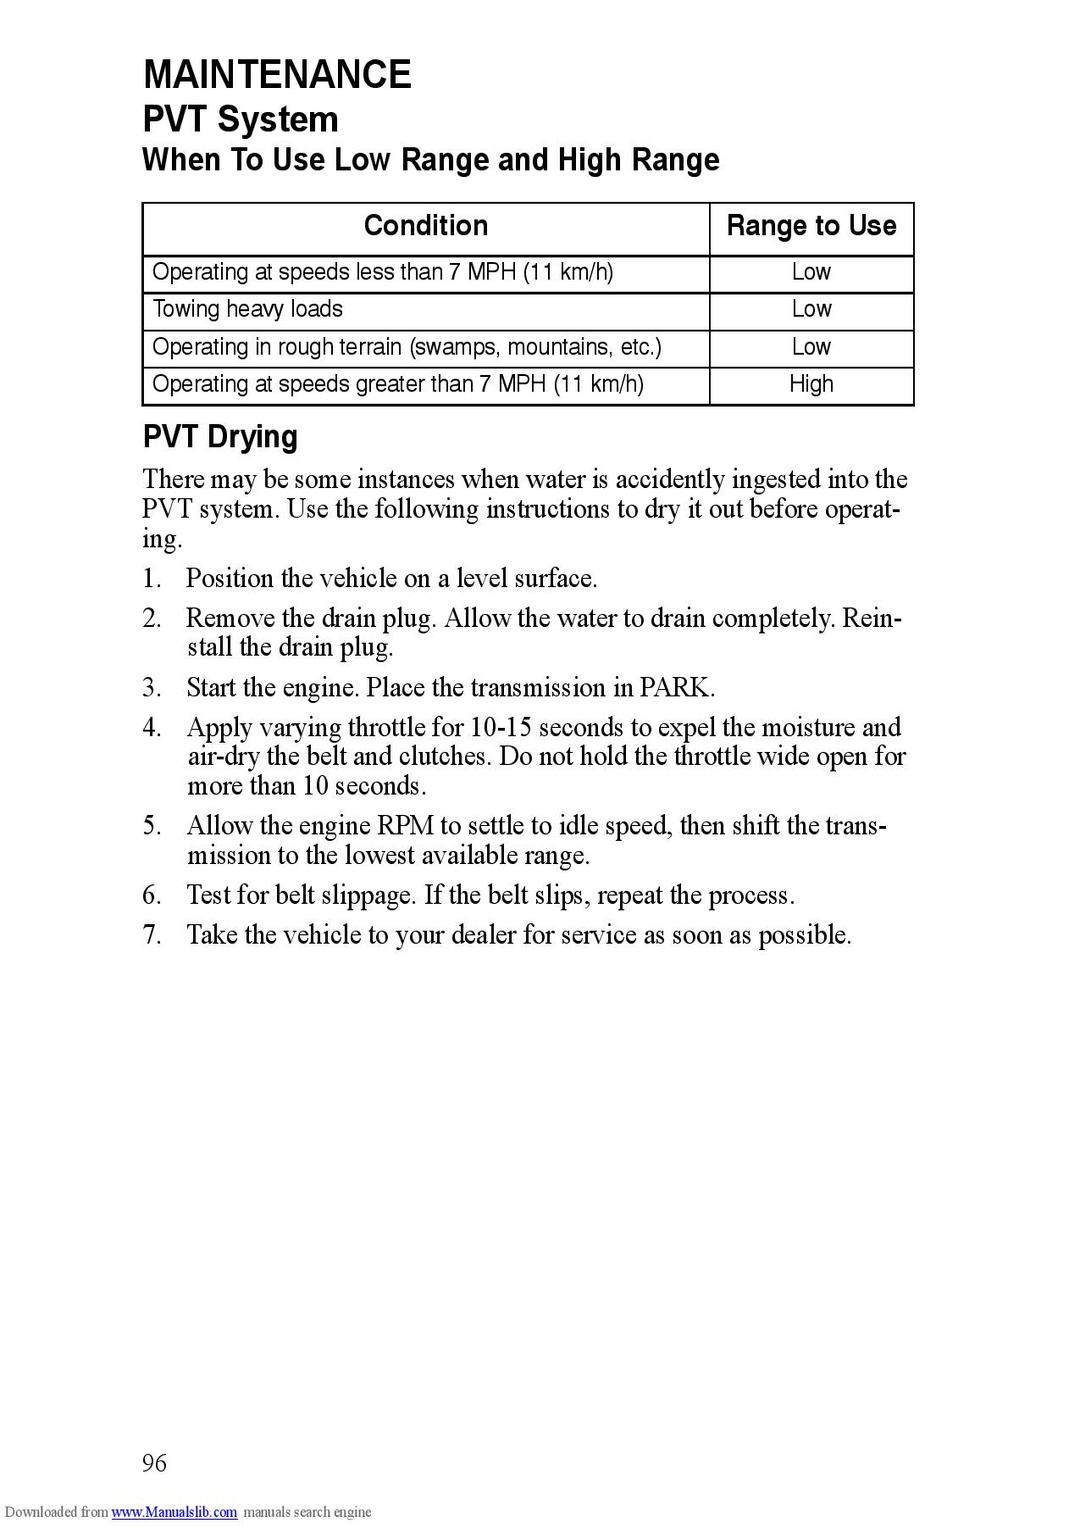 MAINTENANCE
PVT System
When To Use Low Range and High Range
Condition Range to Use
Operating at speeds less than 7 MPH (11 km/h) Low
Towing heavy loads Low
Operating in rough terrain (swamps, mountains, etc.) Low
Operating at speeds greater than 7 MPH (11 km/h) High
PVT Drying
There may be some instances when water is accidently ingested into the
PVT system. Use the following instructions to dry it out before operat-
ing.
1. Position the vehicle on a level surface.
2. Remove the drain plug. Allow the water to drain completely. Rein-
stall the drain plug.
3. Start the engine. Place the transmission in PARK.
4. Apply varying throttle for 10-15 seconds to expel the moisture and
air-dry the belt and clutches. Do not hold the throttle wide open for
more than 10 seconds.
5. Allow the engine RPM to settle to idle speed, then shift the trans-
mission to the lowest available range.
6. Test for belt slippage. If the belt slips, repeat the process.
7. Take the vehicle to your dealer for service as soon as possible.
96
Downloaded from www.Manualslib.com manuals search engine